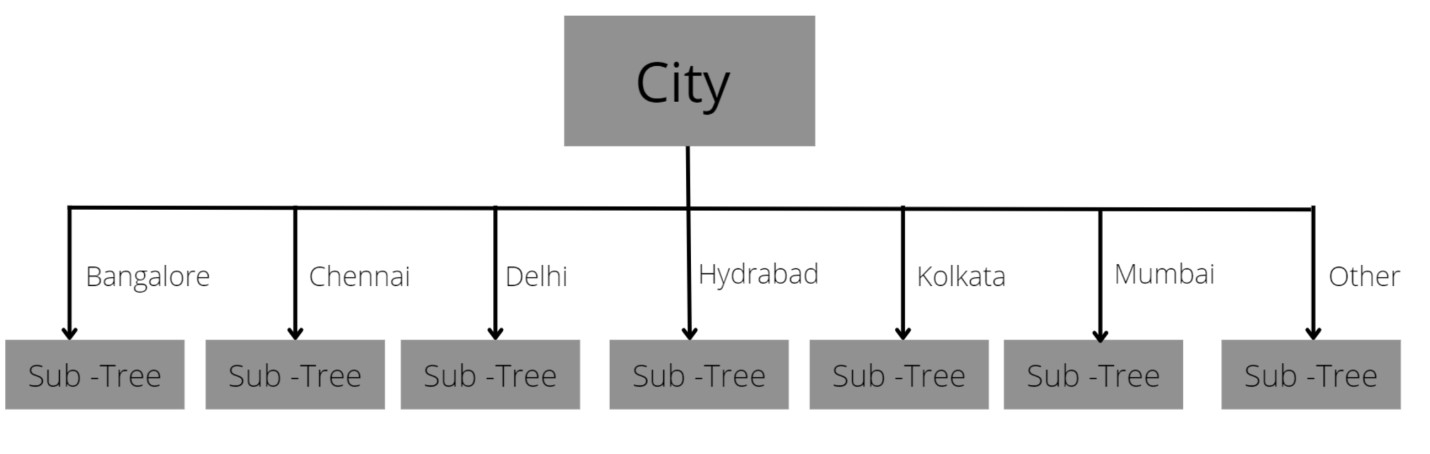 City
Bangalore
Chennai
Delhi
Hydrabad
Kolkata
Mumbai
Other
Sub -Tree
Sub -Tree
Sub -Tree
Sub -Tree
Sub -Tree
Sub -Tree
Sub -Tree